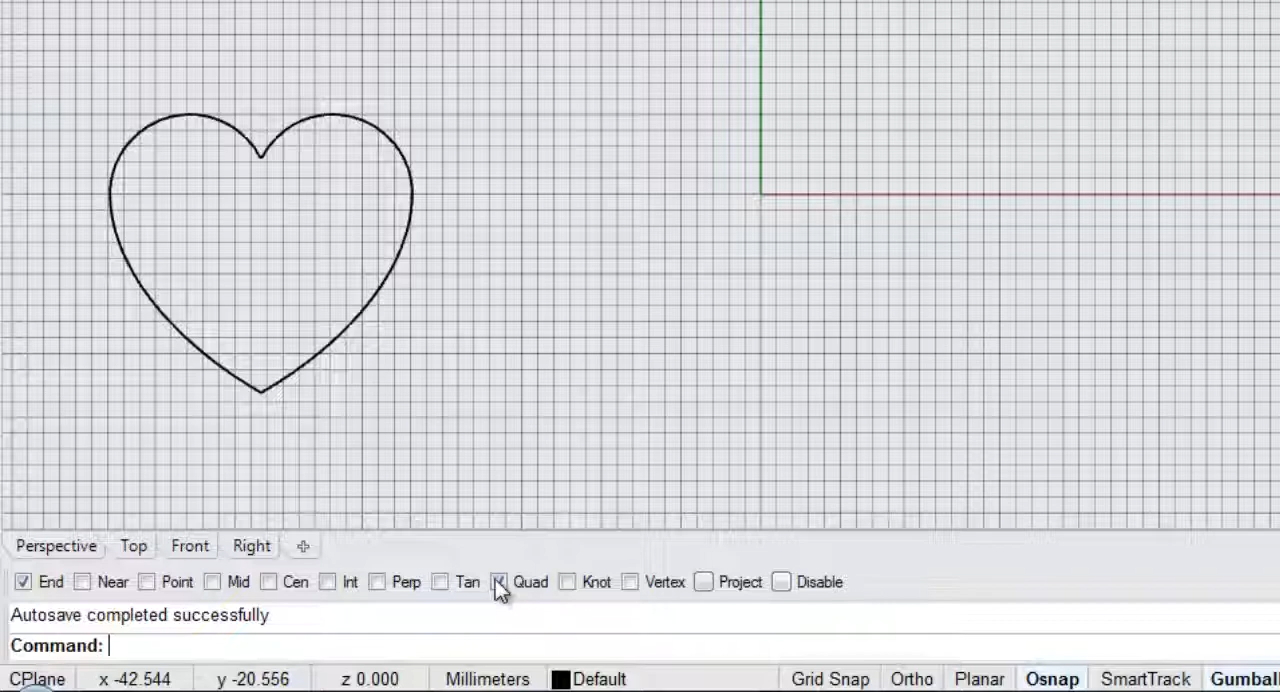 Perspective Top Front Right
End Near Point Mid Cen Int Perp Tan Quad Knot Vertex Project Disable
Autosave completed successfully
Command:
CPlane x -42.544 y -20.556 z 0.000 Millimeters Default Grid Snap Ortho Planar Osnap SmartTrack Gumball